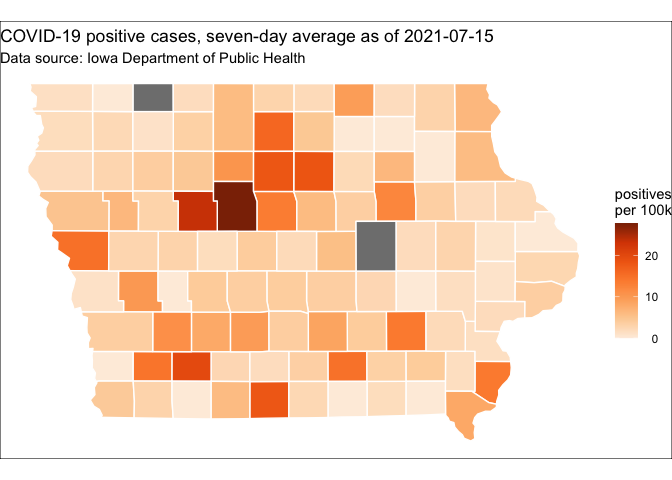 COVID-19 positive cases, seven-day average as of 2021-07-15
Data source: Iowa Department of Public Health
positives
per 100k
20
10
0